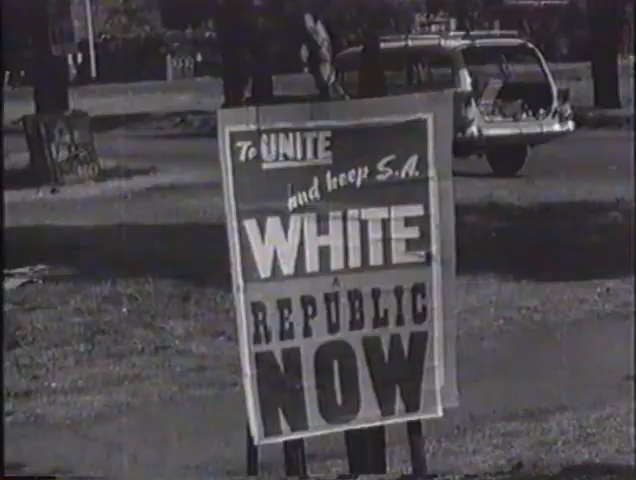 To UNITE
and keep S.A.
WHITE
A
REPUBLIC
NOW